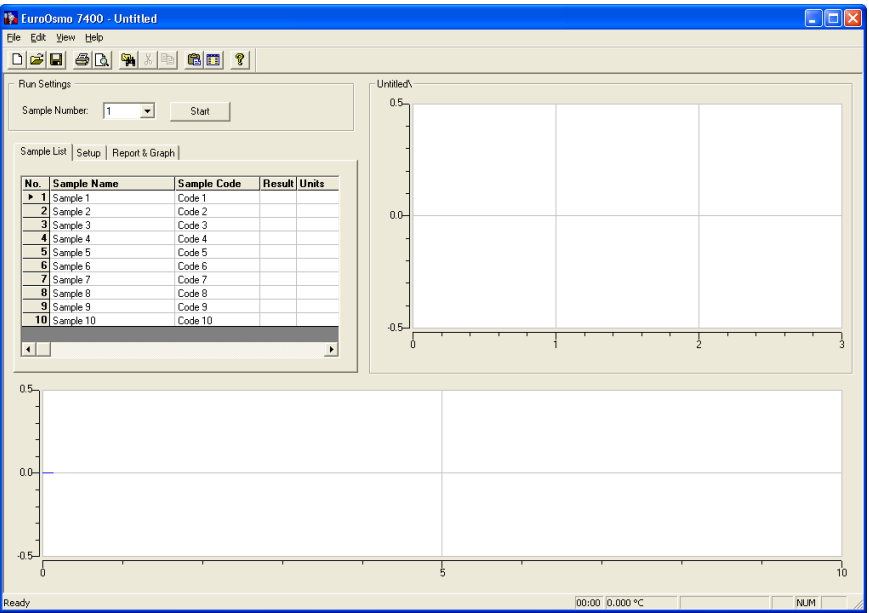 EuroOsmo 7400 - Untitled
File Edit View Help
Run Settings
Sample Number: 1 Start
Sample List Setup Report & Graph
No. Sample Name Sample Code Result Units
1 Sample 1 Code 1
2 Sample 2 Code 2
3 Sample 3 Code 3
4 Sample 4 Code 4
5 Sample 5 Code 5
6 Sample 6 Code 6
7 Sample 7 Code 7
8 Sample 8 Code 8
9 Sample 9 Code 9
10 Sample 10 Code 10
Untitled\
0.5
0.0
-0.5
0 1 2 3
0.5
0.0
-0.5
0 5 10
Ready 00:00 0.000 °C NUM